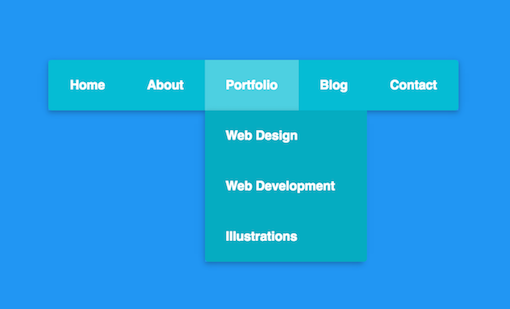 Home About Portfolio Blog Contact
Web Design
Web Development
Illustrations